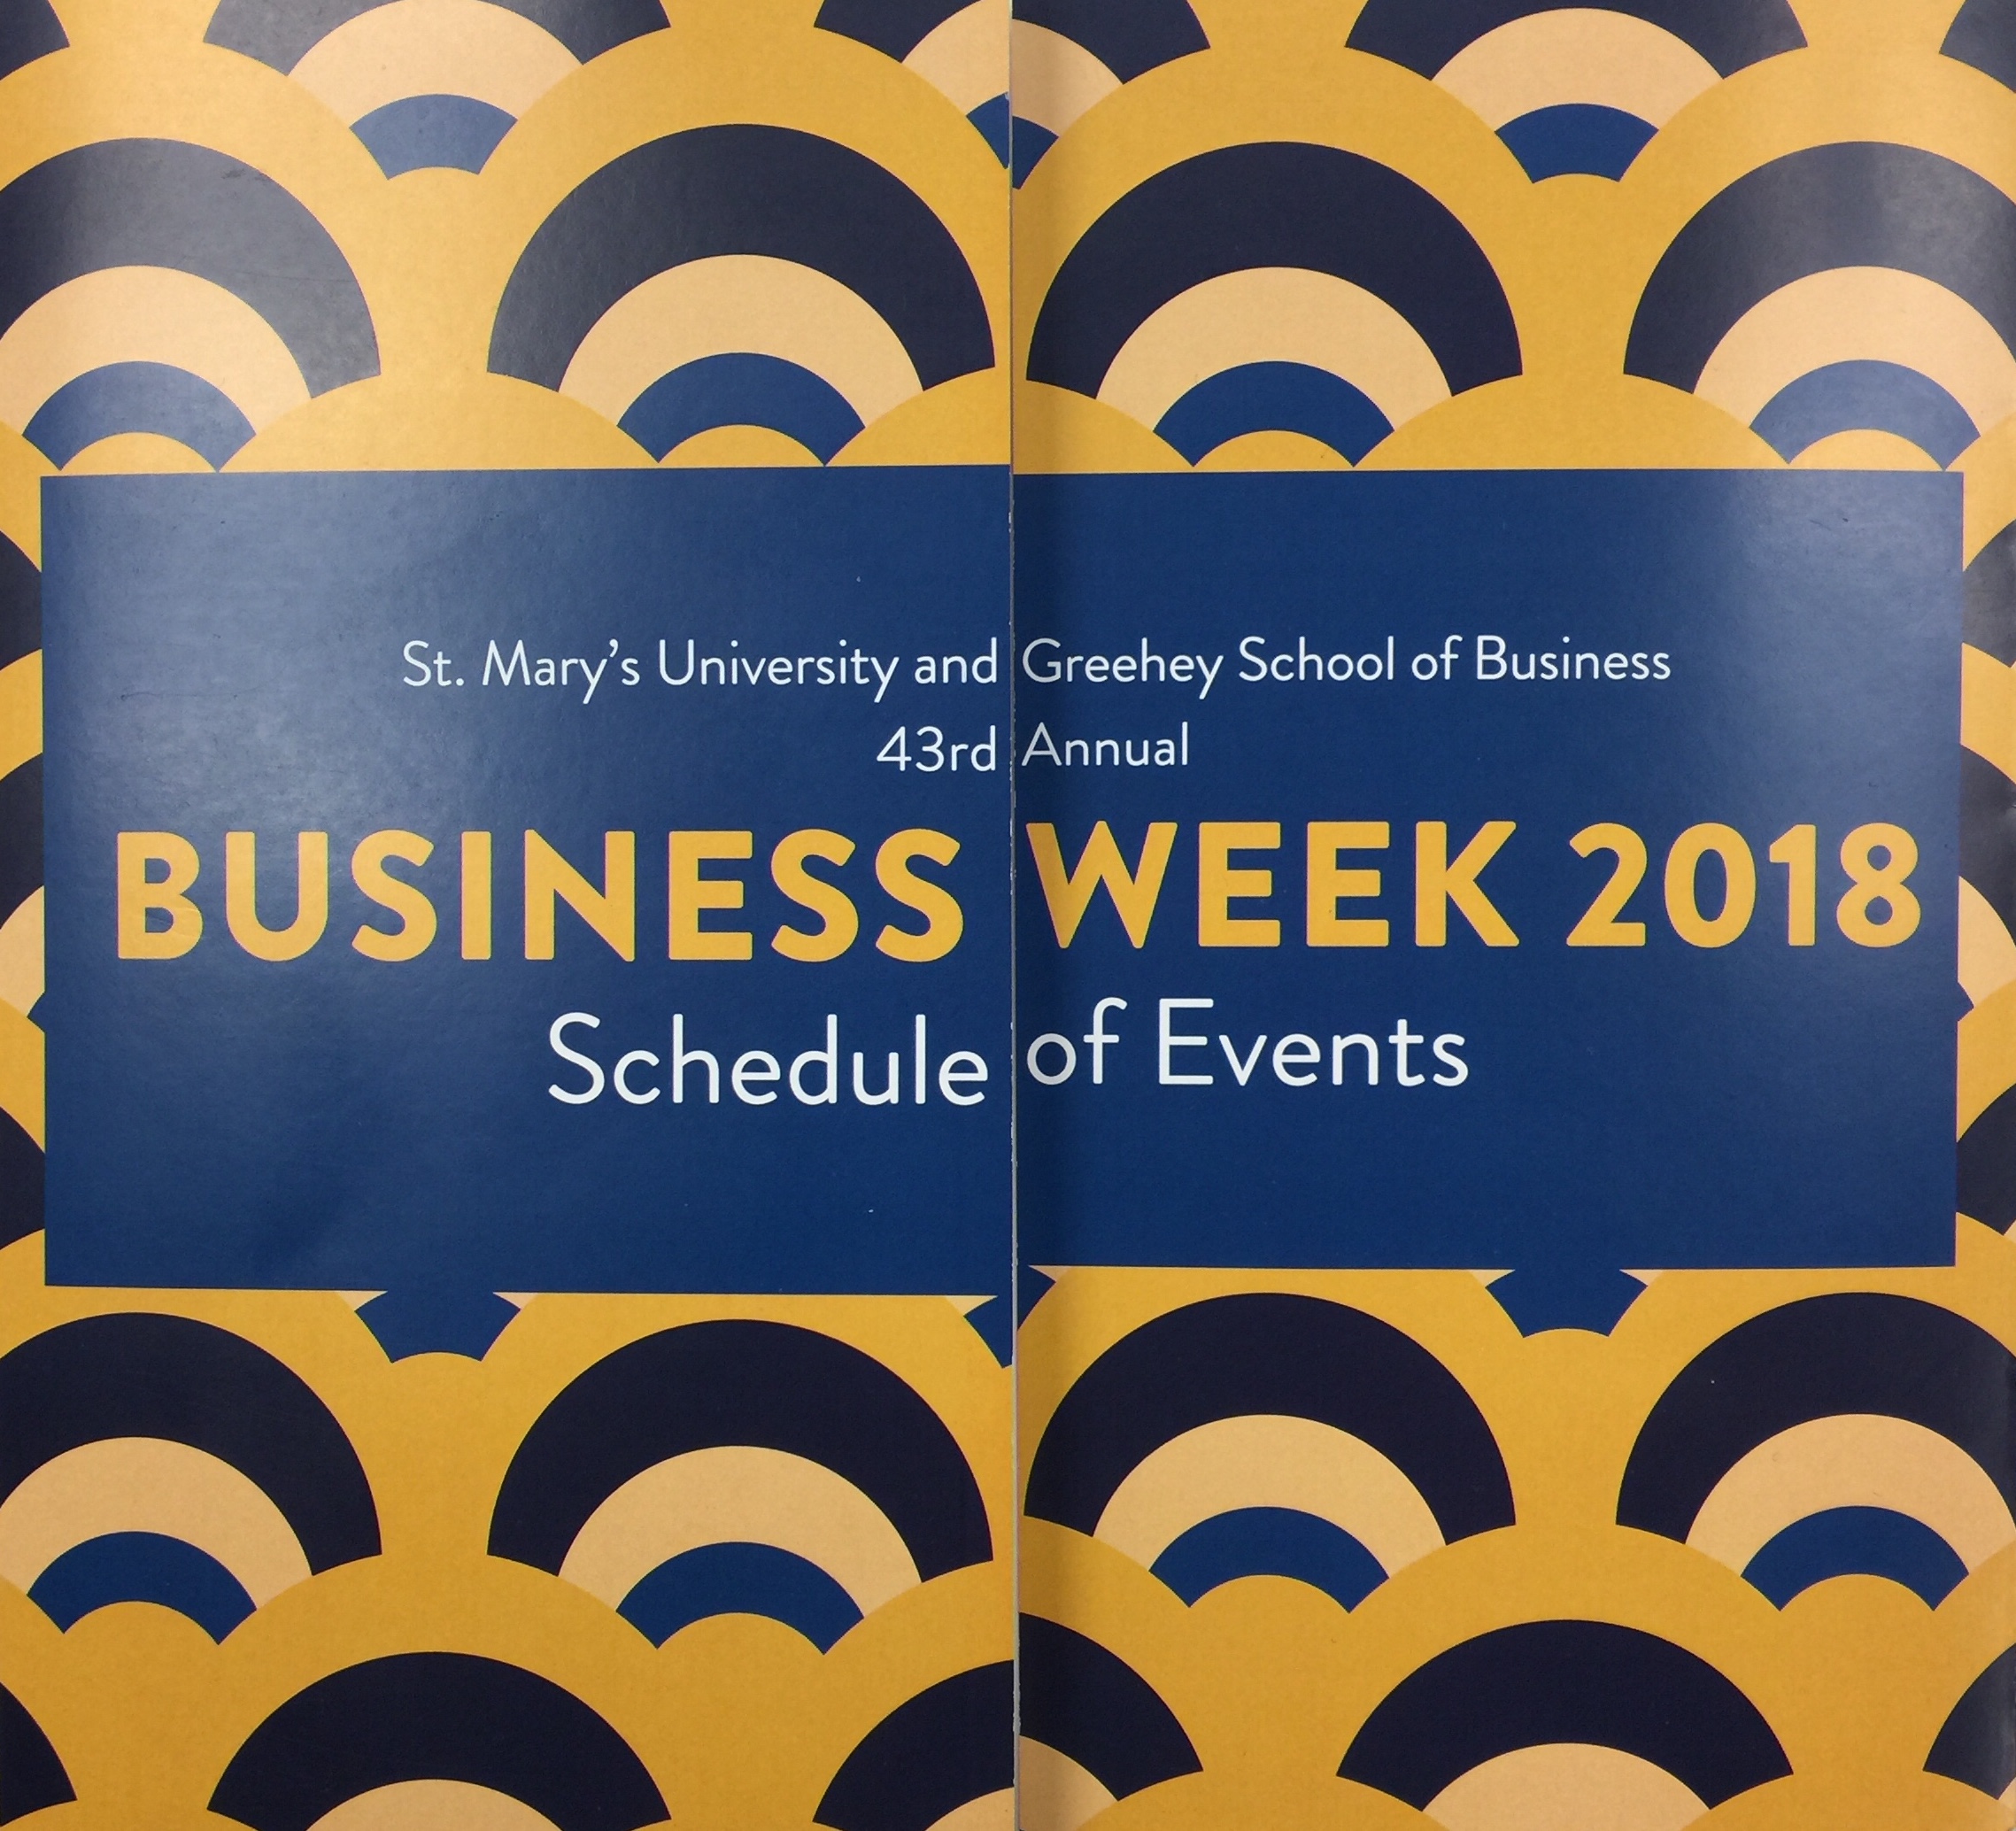 St. Mary's University and Greehey School of Business
43rd Annual
BUSINESS WEEK 2018
Schedule of Events